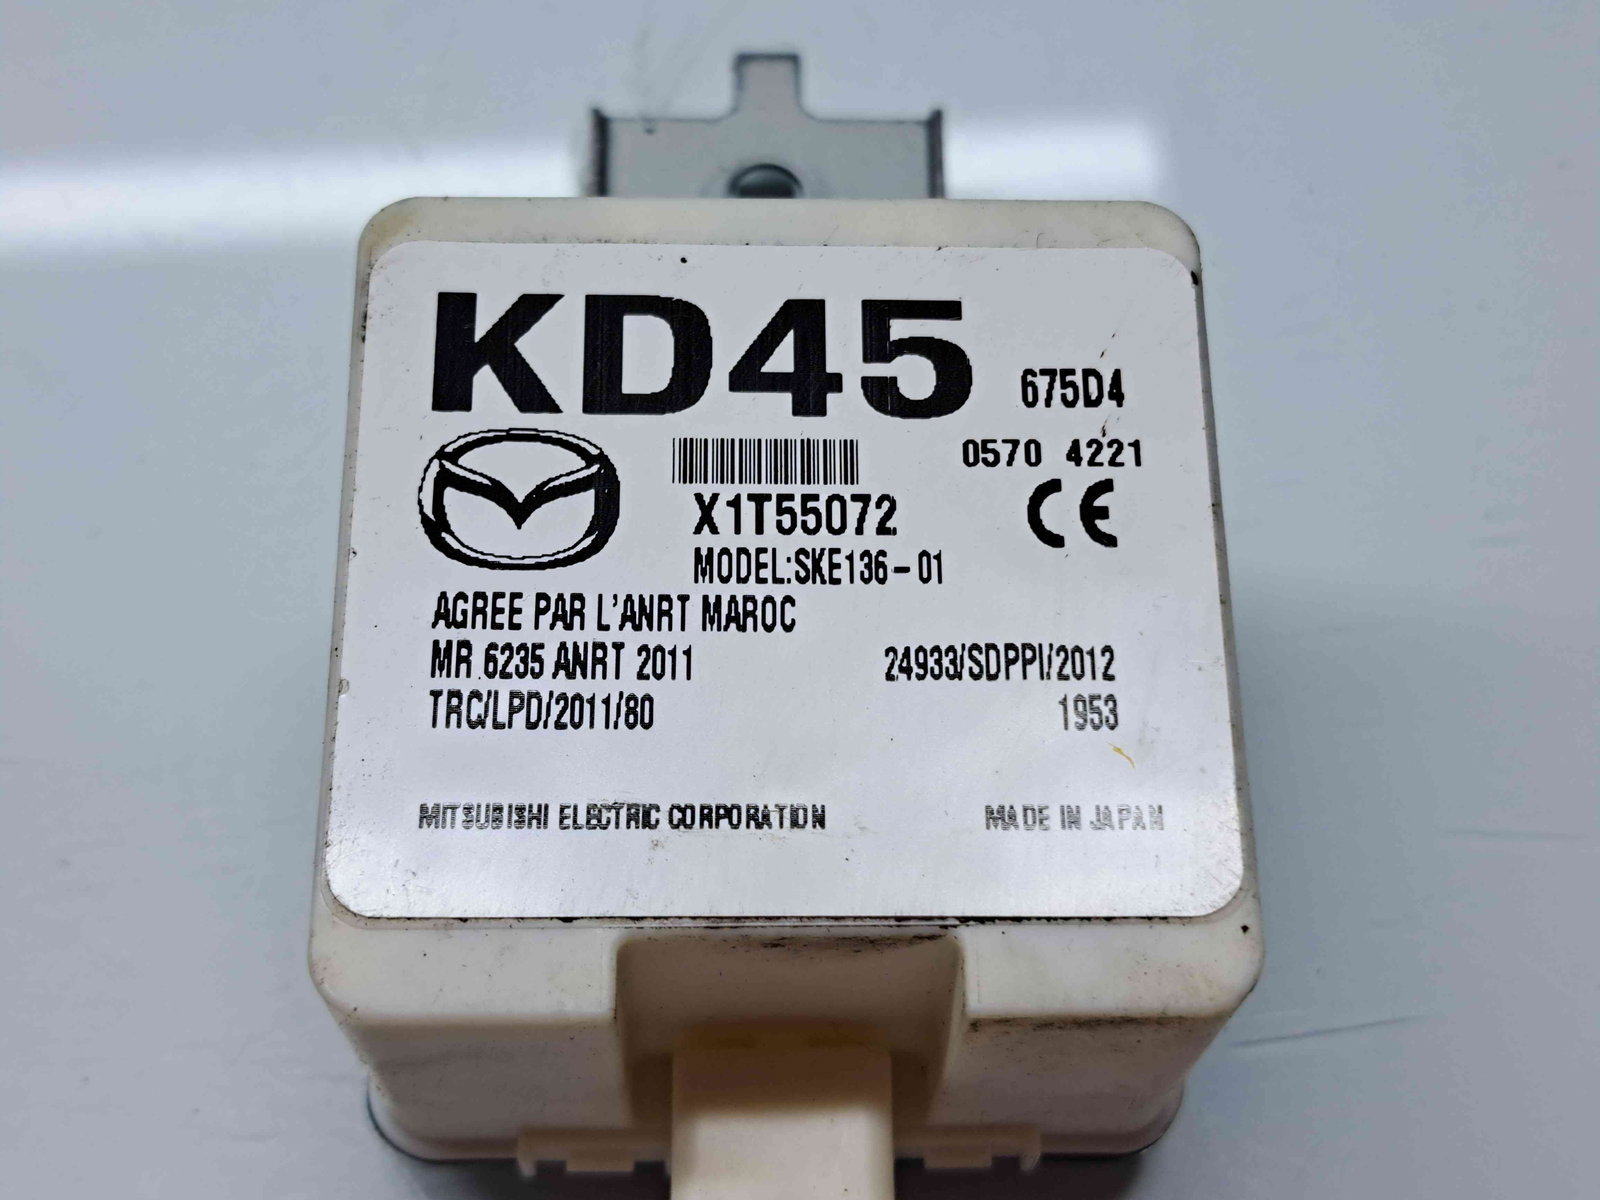 KD45
675D4
0570 4221
X1T55072
CE
MODEL:SKE136-01
AGREE PAR L'ANRT MAROC
MR 6235 ANRT 2011
24933/SDPPI/2012
TRC/LPD/2011/80
1953
MITSUBISHI ELECTRIC CORPORATION
MADE IN JAPAN